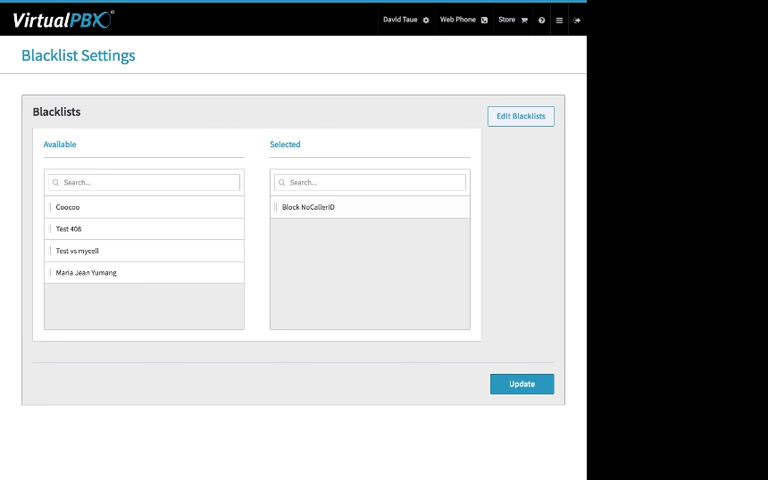 VirtualPBX®
David Taue Web Phone Store
Blacklist Settings
Blacklists
Edit Blacklists
Available
Selected
Search...
Search...
Coocoo
Block NoCallerID
Test 408
Test vs mycell
Maria Jean Yumang
Update